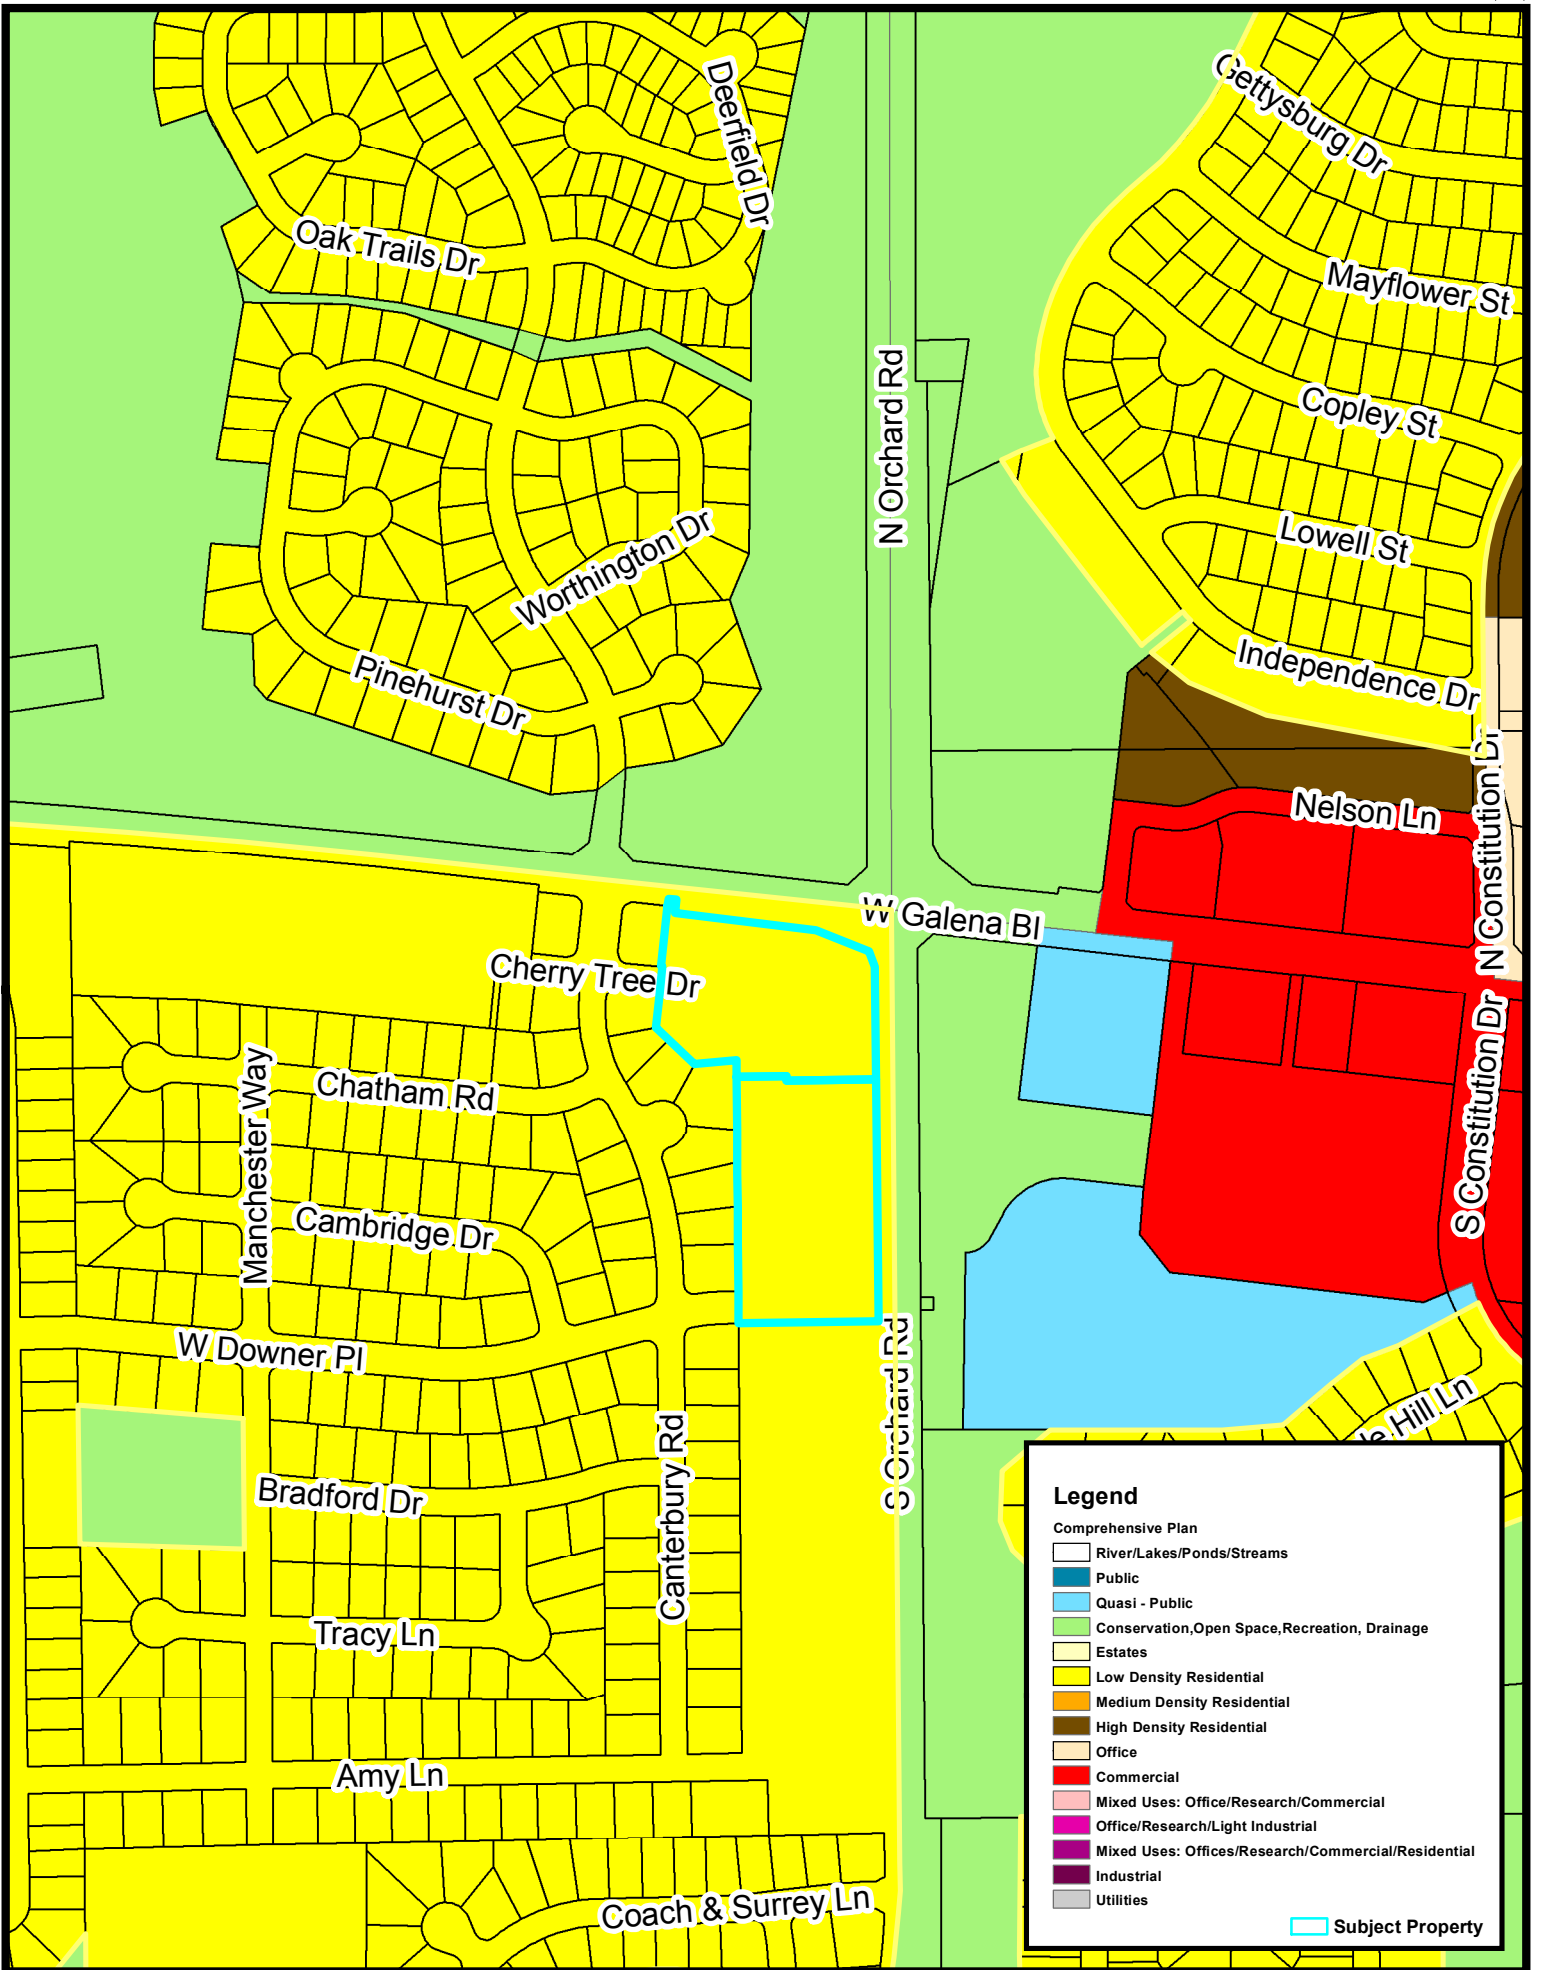 Gettysburg Dr
Deerfield Dr
Oak Trails Dr
Mayflower St
N Orchard Rd
Copley St
Lowell St
Worthington Dr
Independence Dr
Pinehurst Dr
N Constitution Dr
Nelson Ln
W Galena Bl
Cherry Tree Dr
S Constitution Dr
Chatham Rd
Manchester Way
Cambridge Dr
W Downer Pl
S Orchard Rd
Hill Ln
Canterbury Rd
Bradford Dr
Tracy Ln
Amy Ln
Coach & Surrey Ln
Legend
Comprehensive Plan
River/Lakes/Ponds/Streams
Public
Quasi - Public
Conservation,Open Space,Recreation, Drainage
Estates
Low Density Residential
Medium Density Residential
High Density Residential
Office
Commercial
Mixed Uses: Office/Research/Commercial
Office/Research/Light Industrial
Mixed Uses: Offices/Research/Commercial/Residential
Industrial
Utilities
Subject Property